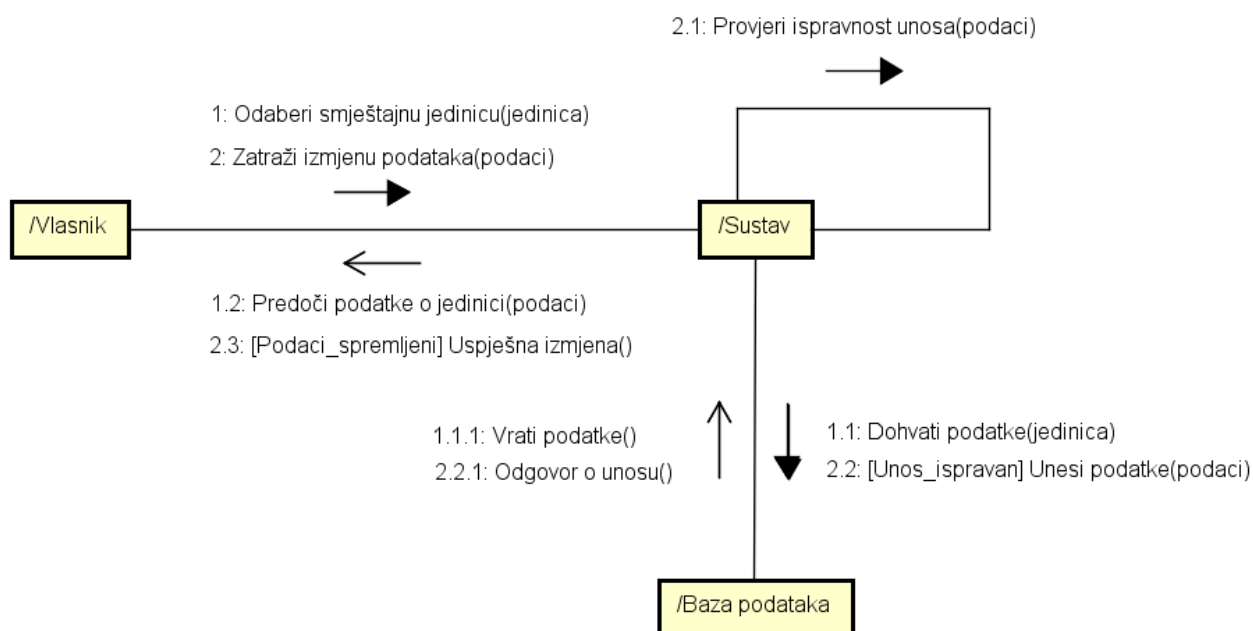 2.1: Provjeri ispravnost unosa(podaci)
1: Odaberi smještajnu jedinicu(jedinica)
2: Zatraži izmjenu podataka(podaci)
/Vlasnik
/Sustav
1.2: Predoči podatke o jedinici(podaci)
2.3: [Podaci_spremljeni] Uspješna izmjena()
1.1.1: Vrati podatke()
2.2.1: Odgovor o unosu()
1.1: Dohvati podatke(jedinica)
2.2: [Unos_ispravan] Unesi podatke(podaci)
/Baza podataka